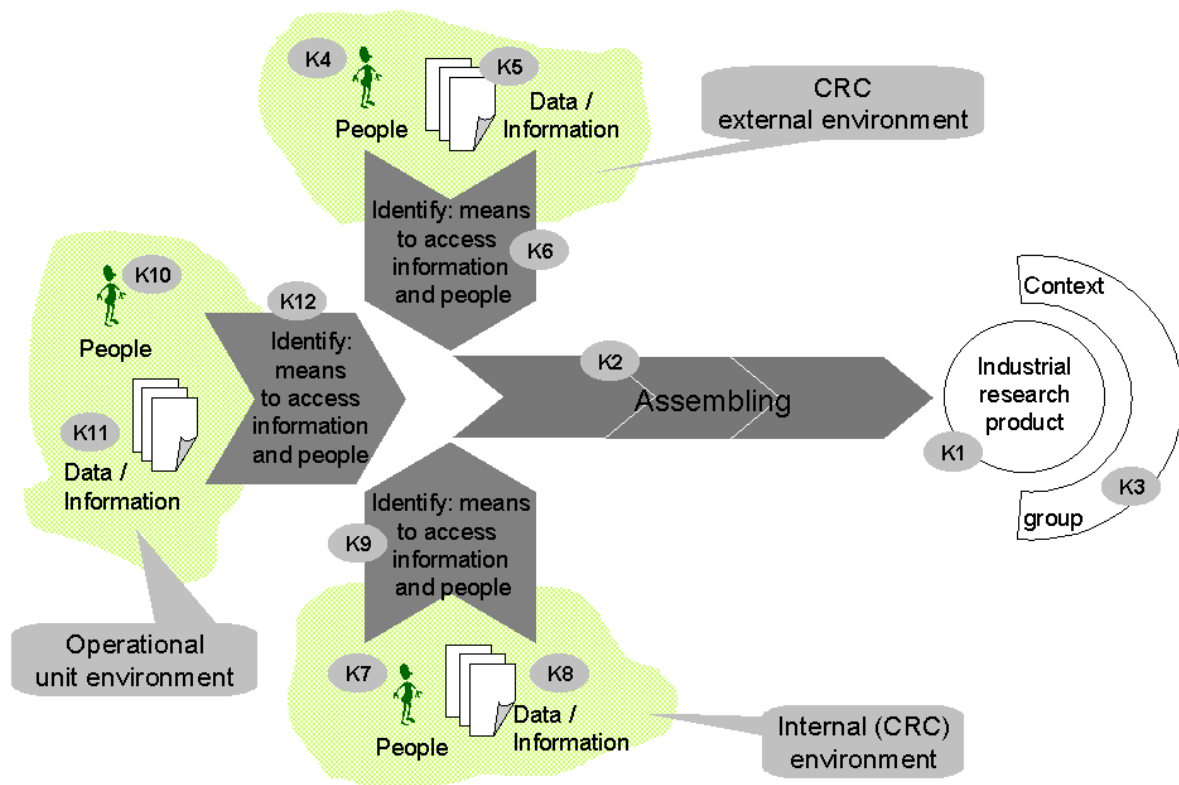 K4
K5
People
Data /
Information
CRC
external environment
Identify: means
to access
information
and people
K6
K10
People
K11
Data /
Information
K12
Identify:
means
to access
information
and people
K2
Assembling
Context
Industrial
research
product
K1
K3
group
K9
Identify: means
to access
information
and people
Operational
unit environment
K7
K8
People
Data /
Information
Internal (CRC)
environment